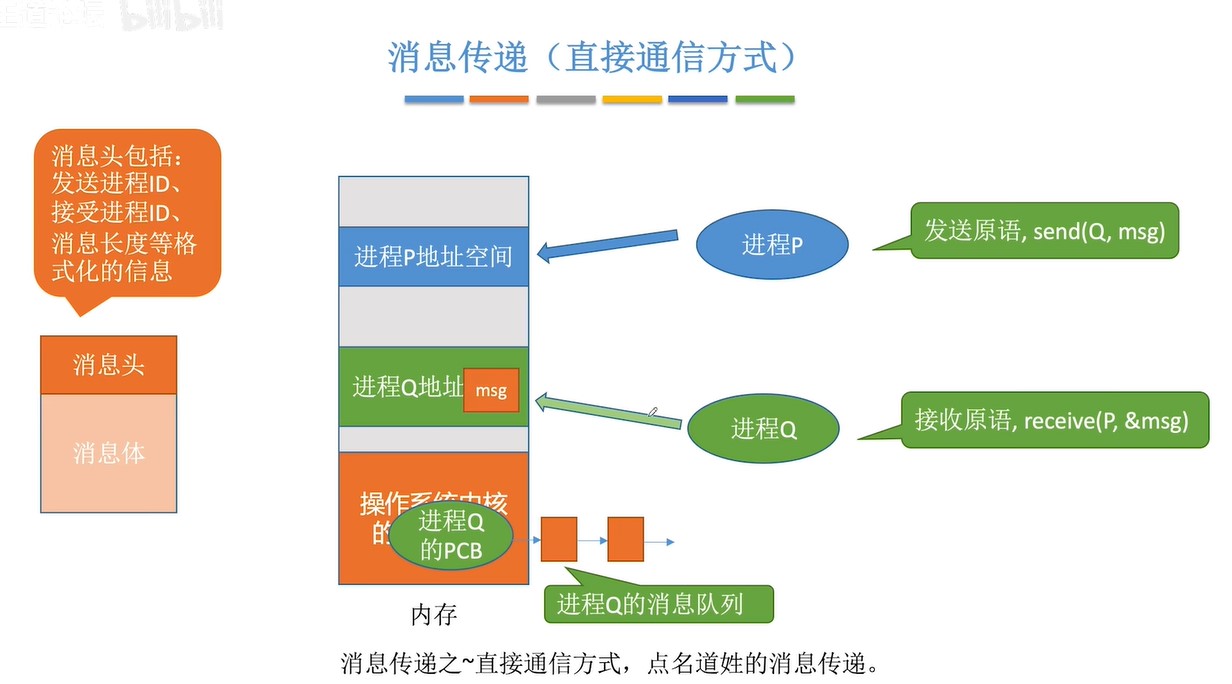 消息传递（直接通信方式）
消息头包括：
发送进程ID、
接受进程ID、
消息长度等格
式化的信息
消息头
消息体
进程P地址空间
进程Q地址
msg
操作系统内核
的
进程Q
的PCB
内存
进程P
发送原语, send(Q, msg)
进程Q
接收原语, receive(P, &msg)
进程Q的消息队列
消息传递之~直接通信方式，点名道姓的消息传递。